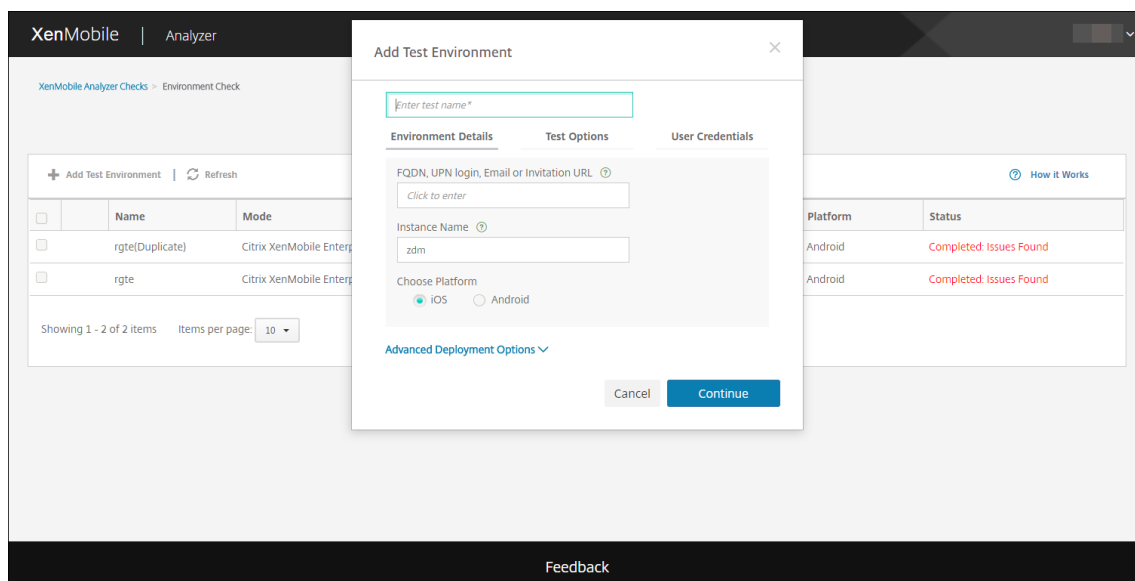 XenMobile | Analyzer
XenMobile Analyzer Checks > Environment Check
Add Test Environment | Refresh
How it Works
Name Mode Platform Status
rgte(Duplicate) Citrix XenMobile Enterp Android Completed: Issues Found
rgte Citrix XenMobile Enterp Android Completed: Issues Found
Showing 1 - 2 of 2 items Items per page: 10
Add Test Environment
Enter test name*
Environment Details Test Options User Credentials
FQDN, UPN login, Email or Invitation URL ?
Click to enter
Instance Name ?
zdm
Choose Platform
iOS Android
Advanced Deployment Options
Cancel Continue
Feedback